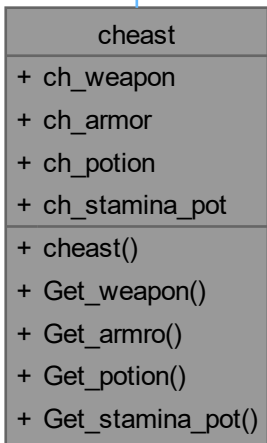 cheast
+ ch_weapon
+ ch_armor
+ ch_potion
+ ch_stamina_pot
+ cheast()
+ Get_weapon()
+ Get_armro()
+ Get_potion()
+ Get_stamina_pot()